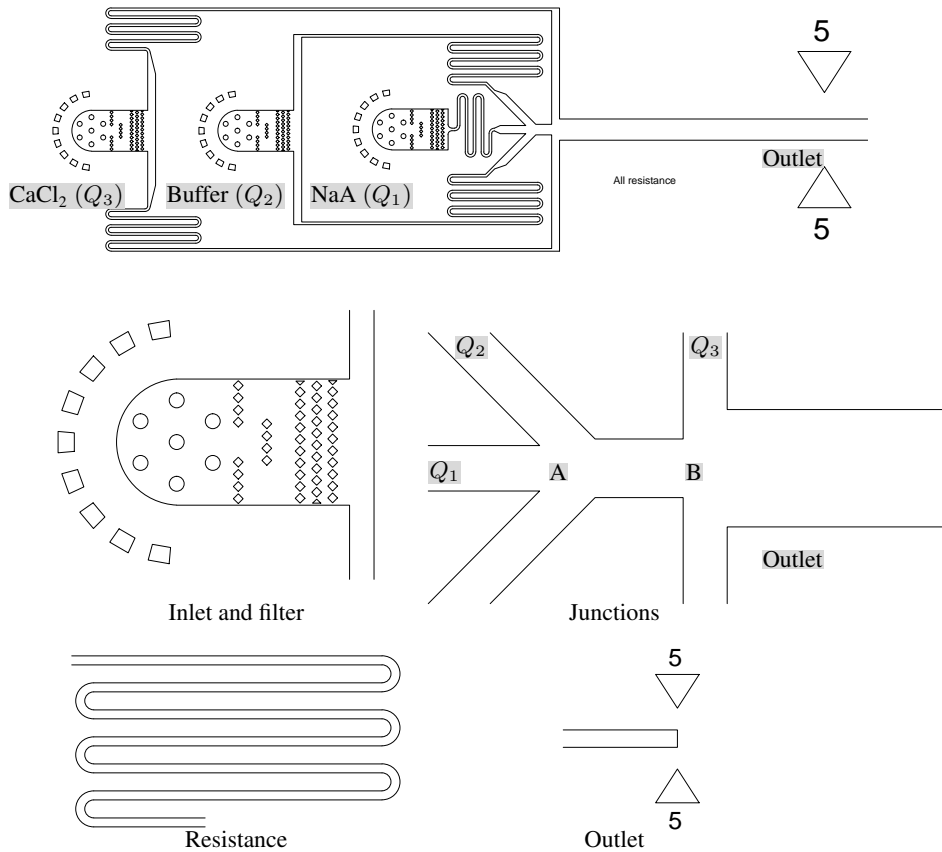 5
Outlet
CaCl₂ (Q₃)
Buffer (Q₂)
NaA (Q₁)
All resistance
5
Q₂
Q₃
Q₁
A
B
Outlet
Inlet and filter
Junctions
5
5
Resistance
Outlet